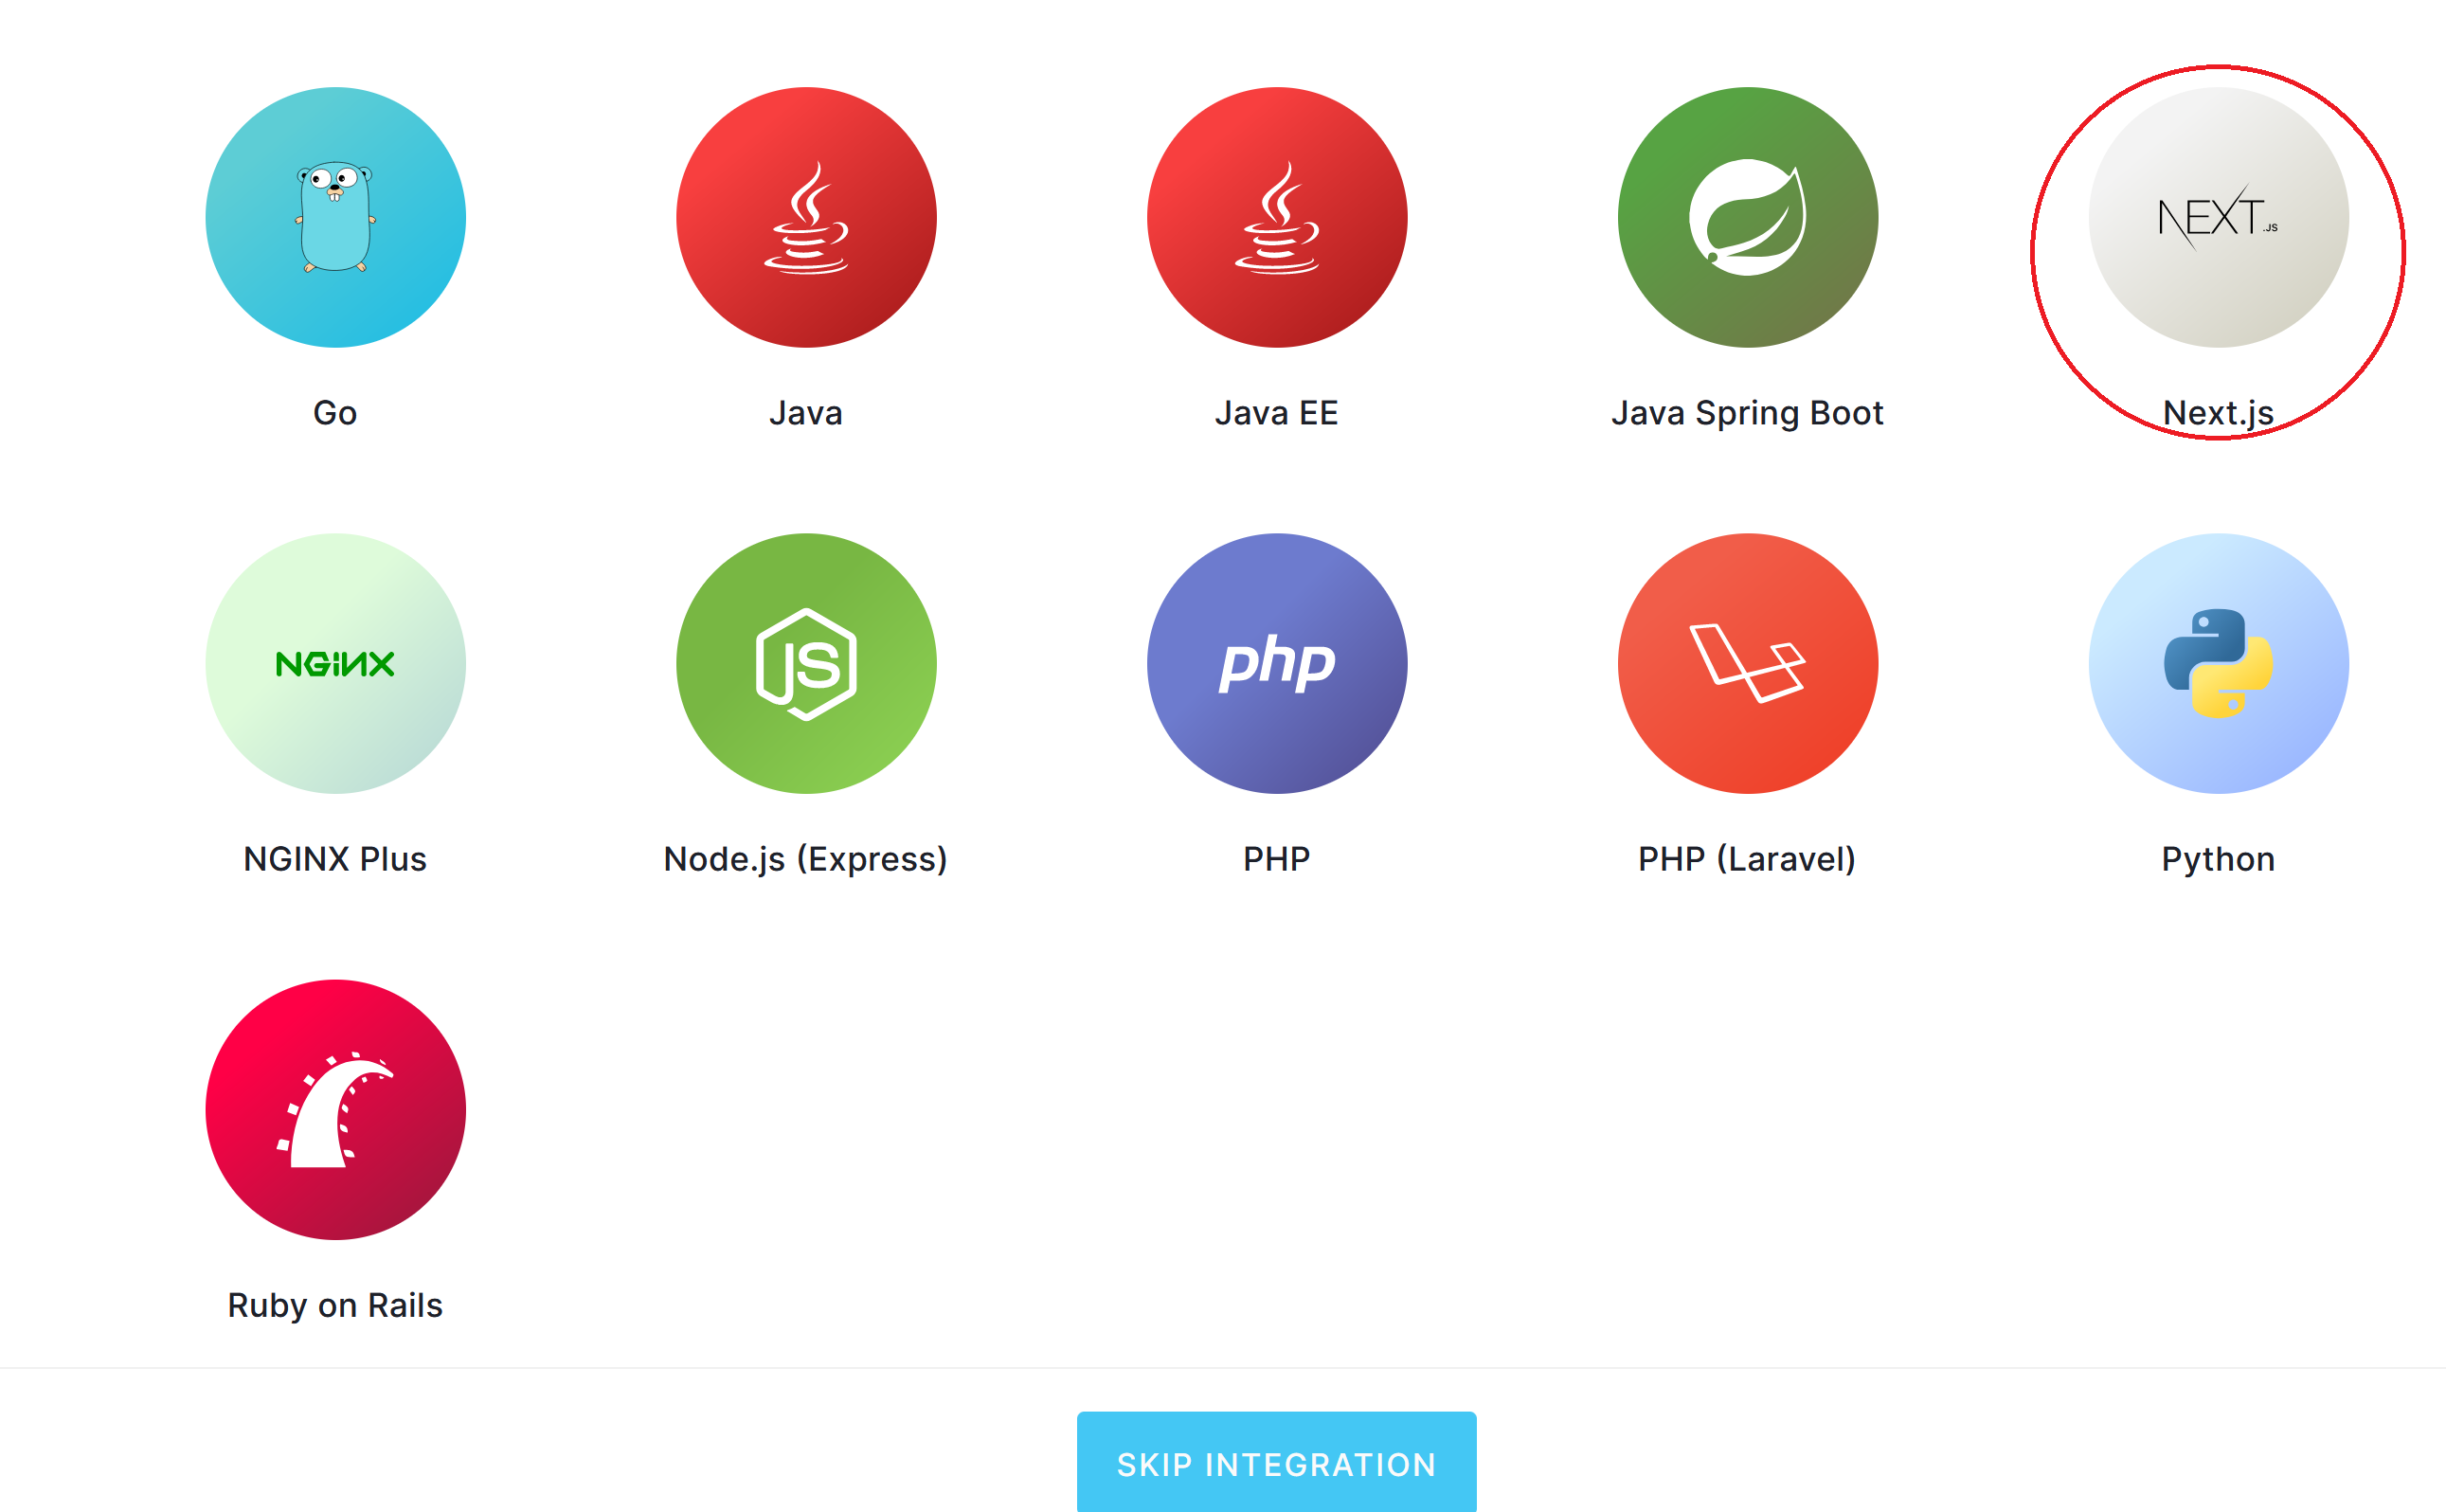 NEXT.JS
Go
Java
Java EE
Java Spring Boot
Next.js
NGINX
JS
php
NGINX Plus
Node.js (Express)
PHP
PHP (Laravel)
Python
Ruby on Rails
SKIP INTEGRATION